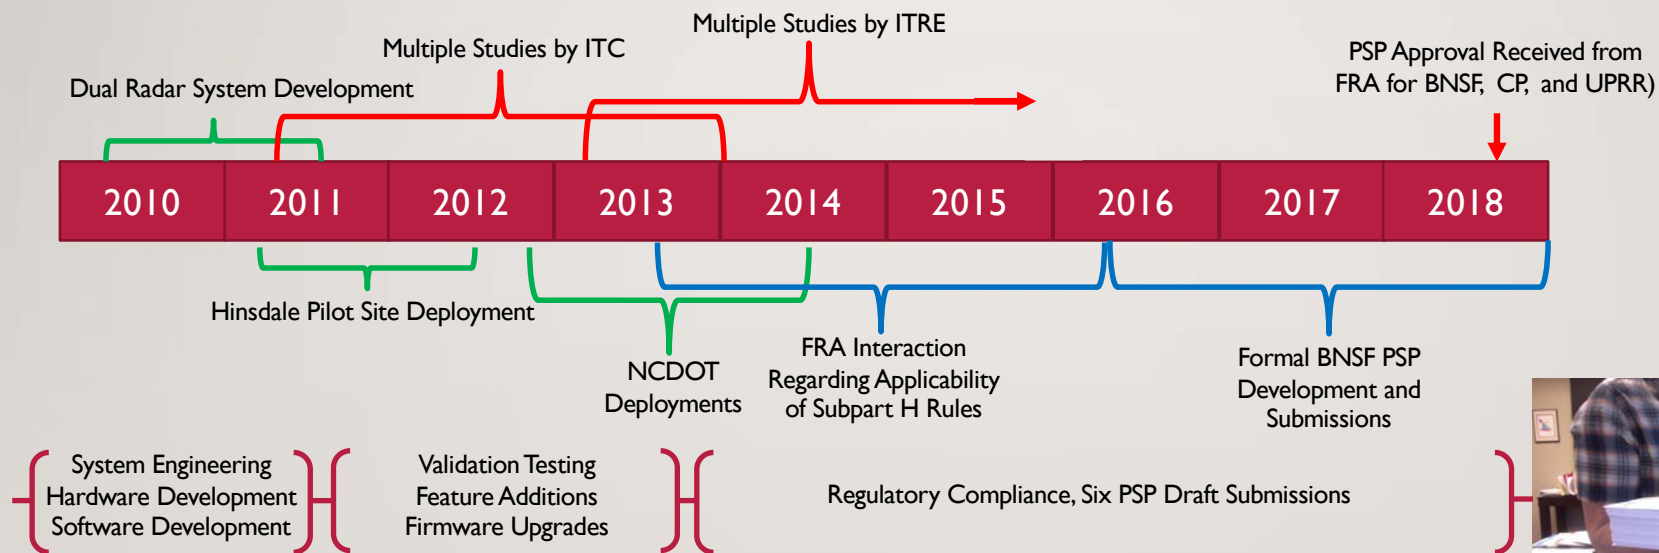 Multiple Studies by ITRE
Multiple Studies by ITC
PSP Approval Received from
FRA for BNSF, CP, and UPRR)
Dual Radar System Development
2010
2011
2012
2013
2014
2015
2016
2017
2018
Hinsdale Pilot Site Deployment
NCDOT
Deployments
FRA Interaction
Regarding Applicability
of Subpart H Rules
Formal BNSF PSP
Development and
Submissions
System Engineering
Hardware Development
Software Development
Validation Testing
Feature Additions
Firmware Upgrades
Regulatory Compliance, Six PSP Draft Submissions